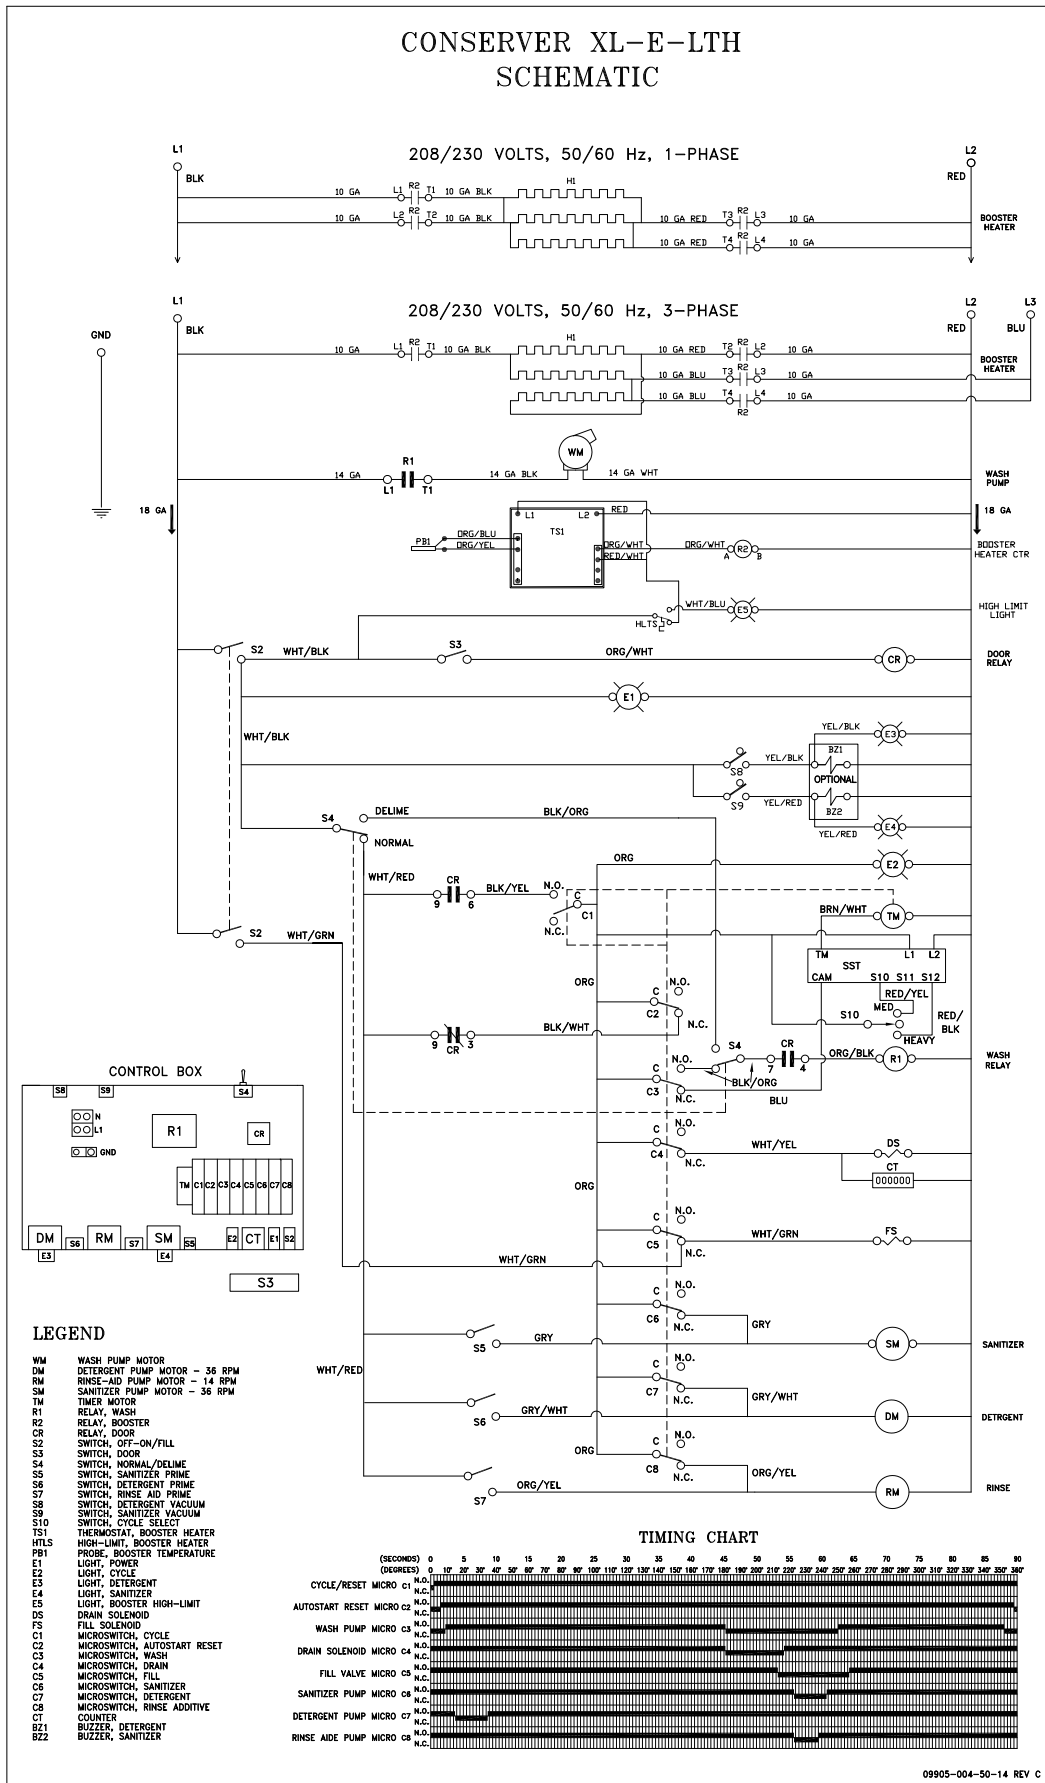 CONSERVER XL-E-LTH
SCHEMATIC
208/230 VOLTS, 50/60 Hz, 1-PHASE
L1
L2
BLK
RED
10 GA L1 R2 T1 10 GA BLK H1
10 GA L2 R2 T2 10 GA BLK 10 GA RED T3 R2 L3 10 GA
10 GA RED T4 R2 L4 10 GA
BOOSTER
HEATER
208/230 VOLTS, 50/60 Hz, 3-PHASE
L1
L2
L3
GND
BLK
RED
BLU
10 GA L1 R2 T1 10 GA BLK H1 10 GA RED T2 R2 L2 10 GA
10 GA BLU T3 R2 L3 10 GA
10 GA BLU T4 R2 L4 10 GA
BOOSTER
HEATER
WM
14 GA L1 R1 T1 14 GA BLK 14 GA WHT
WASH
PUMP
18 GA
18 GA
L1 L2 RED
TS1
PB1 ORG/BLU
ORG/YEL
ORG/WHT ORG/WHT A R2 B
RED/WHT
BOOSTER
HEATER CTR
WHT/BLU E5
HLTS
HIGH LIMIT
LIGHT
S2 WHT/BLK S3 ORG/WHT CR
DOOR
RELAY
E1
WHT/BLK
YEL/BLK E3
S8 YEL/BLK BZ1
OPTIONAL
S9 YEL/RED BZ2
YEL/RED E4
S4 DELIME BLK/ORG
NORMAL
ORG E2
WHT/RED
9 CR 6 BLK/YEL N.O. C C1 N.C.
BRN/WHT TM
S2 WHT/GRN
TM L1 L2
SST
CAM S10 S11 S12
RED/YEL
MED
S10
HEAVY
RED/
BLK
ORG
C N.O. C2 N.C.
9 CR 3 BLK/WHT
S4 7 CR 4 ORG/BLK R1
WASH
RELAY
C N.O. C3 N.C.
BLK/ORG
BLU
C N.O. C4 N.C.
WHT/YEL DS
CT
000000
ORG
C N.O. C5 N.C.
WHT/GRN FS
WHT/GRN
C N.O. C6 N.C.
GRY
S5 GRY SM SANITIZER
WHT/RED
C N.O. C7 N.C.
GRY/WHT
S6 GRY/WHT DM DETRGENT
ORG
C N.O. C8 N.C.
ORG/YEL
S7 ORG/YEL RM RINSE
CONTROL BOX
S8 S9 S4
N
L1
GND
R1
CR
TM C1 C2 C3 C4 C5 C6 C7 C8
DM S6 RM S7 SM S5 E2 CT E1 S2
E3 E4
S3
LEGEND
WM WASH PUMP MOTOR
DM DETERGENT PUMP MOTOR - 36 RPM
RM RINSE-AID PUMP MOTOR - 14 RPM
SM SANITIZER PUMP MOTOR - 36 RPM
TM TIMER MOTOR
R1 RELAY, WASH
R2 RELAY, BOOSTER
CR RELAY, DOOR
S2 SWITCH, OFF-ON/FILL
S3 SWITCH, DOOR
S4 SWITCH, NORMAL/DELIME
S5 SWITCH, SANITIZER PRIME
S6 SWITCH, DETERGENT PRIME
S7 SWITCH, RINSE AID PRIME
S8 SWITCH, DETERGENT VACUUM
S9 SWITCH, SANITIZER VACUUM
S10 SWITCH, CYCLE SELECT
TS1 THERMOSTAT, BOOSTER HEATER
HTLS HIGH-LIMIT, BOOSTER HEATER
PB1 PROBE, BOOSTER TEMPERATURE
E1 LIGHT, POWER
E2 LIGHT, CYCLE
E3 LIGHT, DETERGENT
E4 LIGHT, SANITIZER
E5 LIGHT, BOOSTER HIGH-LIMIT
DS DRAIN SOLENOID
FS FILL SOLENOID
C1 MICROSWITCH, CYCLE
C2 MICROSWITCH, AUTOSTART RESET
C3 MICROSWITCH, WASH
C4 MICROSWITCH, DRAIN
C5 MICROSWITCH, FILL
C6 MICROSWITCH, SANITIZER
C7 MICROSWITCH, DETERGENT
C8 MICROSWITCH, RINSE ADDITIVE
CT COUNTER
BZ1 BUZZER, DETERGENT
BZ2 BUZZER, SANITIZER
TIMING CHART
(SECONDS) 0 5 10 15 20 25 30 35 40 45 50 55 60 65 70 75 80 85 90
(DEGREES)
CYCLE/RESET MICRO C1 N.O. N.C.
AUTOSTART RESET MICRO C2 N.O. N.C.
WASH PUMP MICRO C3 N.O. N.C.
DRAIN SOLENOID MICRO C4 N.O. N.C.
FILL VALVE MICRO C5 N.O. N.C.
SANITIZER PUMP MICRO C6 N.O. N.C.
DETERGENT PUMP MICRO C7 N.O. N.C.
RINSE AIDE PUMP MICRO C8 N.O. N.C.
09905-004-50-14 REV C